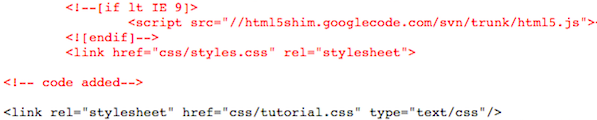 <!--[if lt IE 9]>
<script src="//html5shim.googlecode.com/svn/trunk/html5.js">
<![endif]-->
<link href="css/styles.css" rel="stylesheet">
<!-- code added-->
<link rel="stylesheet" href="css/tutorial.css" type="text/css"/>